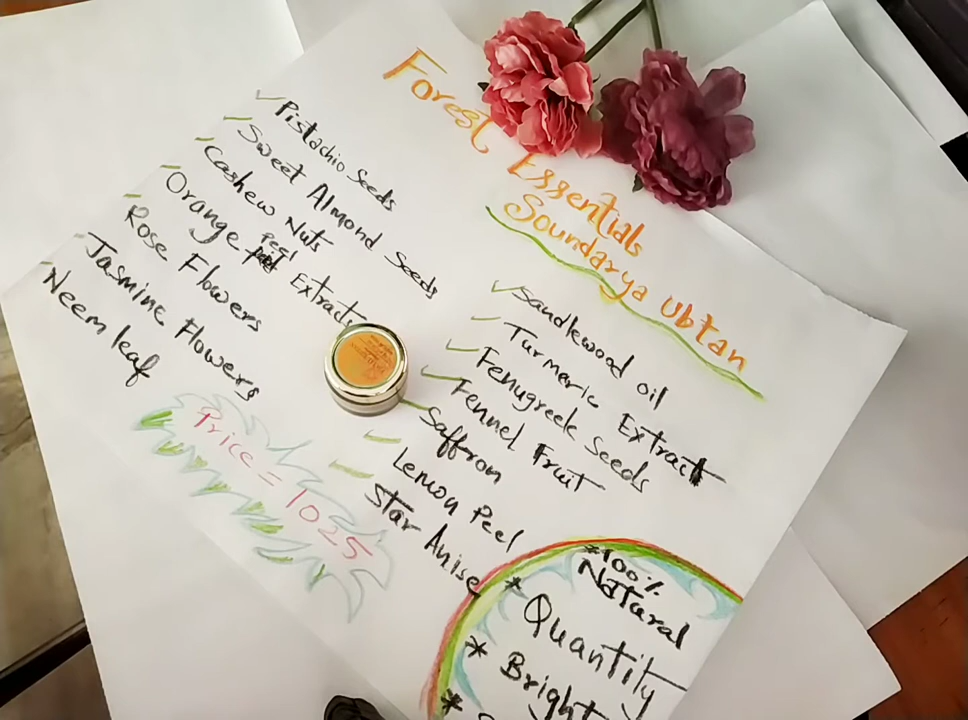 Forest Essentials
Soundarya Ubtan
Pistachio Seeds
Sweet Almond Seeds
Cashew Nuts
Orange Peel Extract
Rose Flowers
Jasmine Flowers
Neem leaf
Sandlewood oil
Turmeric Extract
Fenugreek Seeds
Fennel Fruit
Saffron
Lemon Peel
Star Anise
Price = 1025
* 100%
Natural
* Quantity
* Bright
*